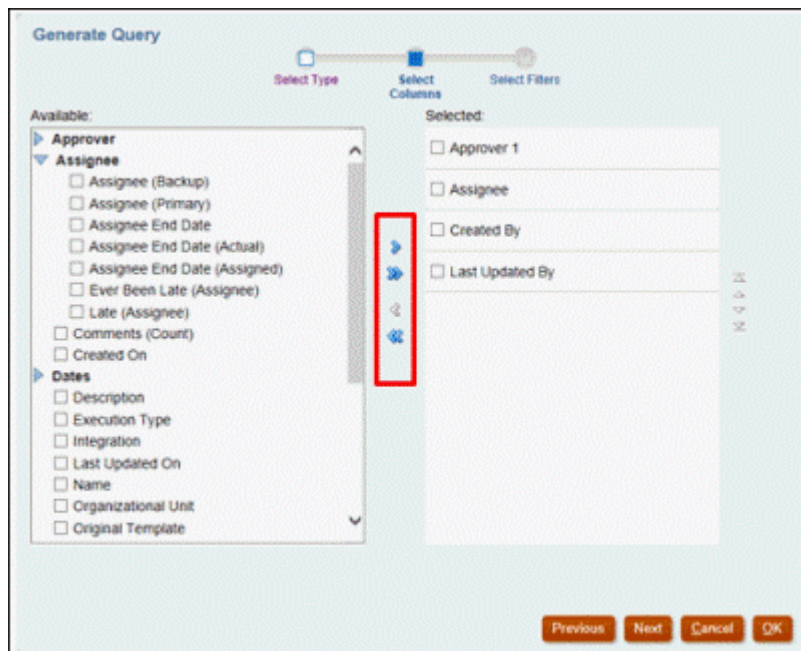 Generate Query
Select Type
Select
Columns
Select Filters
Available:
Approver
Assignee
Assignee (Backup)
Assignee (Primary)
Assignee End Date
Assignee End Date (Actual)
Assignee End Date (Assigned)
Ever Been Late (Assignee)
Late (Assignee)
Comments (Count)
Created On
Dates
Description
Execution Type
Integration
Last Updated On
Name
Organizational Unit
Original Template
Selected:
Approver 1
Assignee
Created By
Last Updated By
Previous Next Cancel OK